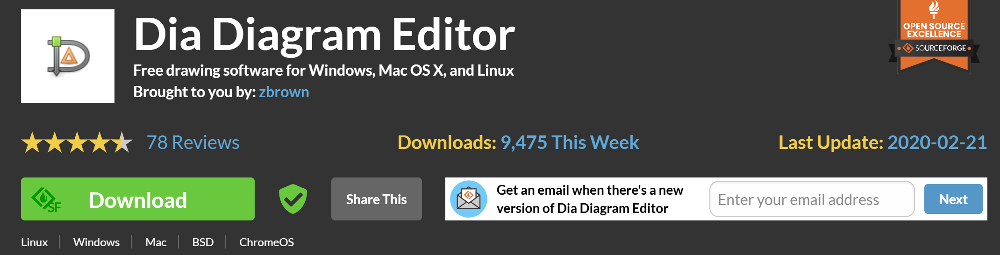 Dia Diagram Editor
Free drawing software for Windows, Mac OS X, and Linux
Brought to you by: zbrown
OPEN SOURCE
EXCELLENCE
SOURCEFORGE
78 Reviews
Downloads: 9,475 This Week
Last Update: 2020-02-21
SF
Download
Share This
Get an email when there's a new
version of Dia Diagram Editor
Enter your email address
Next
Linux
Windows
Mac
BSD
ChromeOS